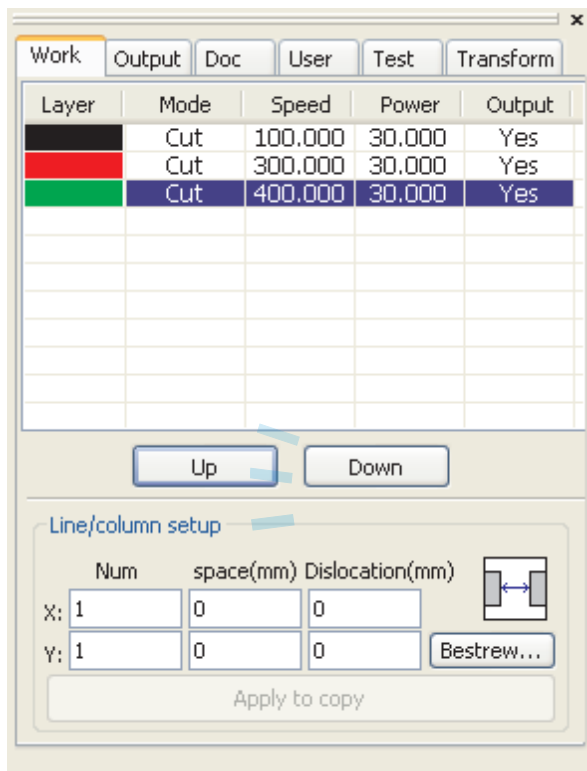 x
Work Output Doc User Test Transform
Layer Mode Speed Power Output
Cut 100.000 30.000 Yes
Cut 300.000 30.000 Yes
Cut 400.000 30.000 Yes
Up Down
Line/column setup
Num space(mm) Dislocation(mm)
X: 1 0 0
Y: 1 0 0 Bestrew...
Apply to copy